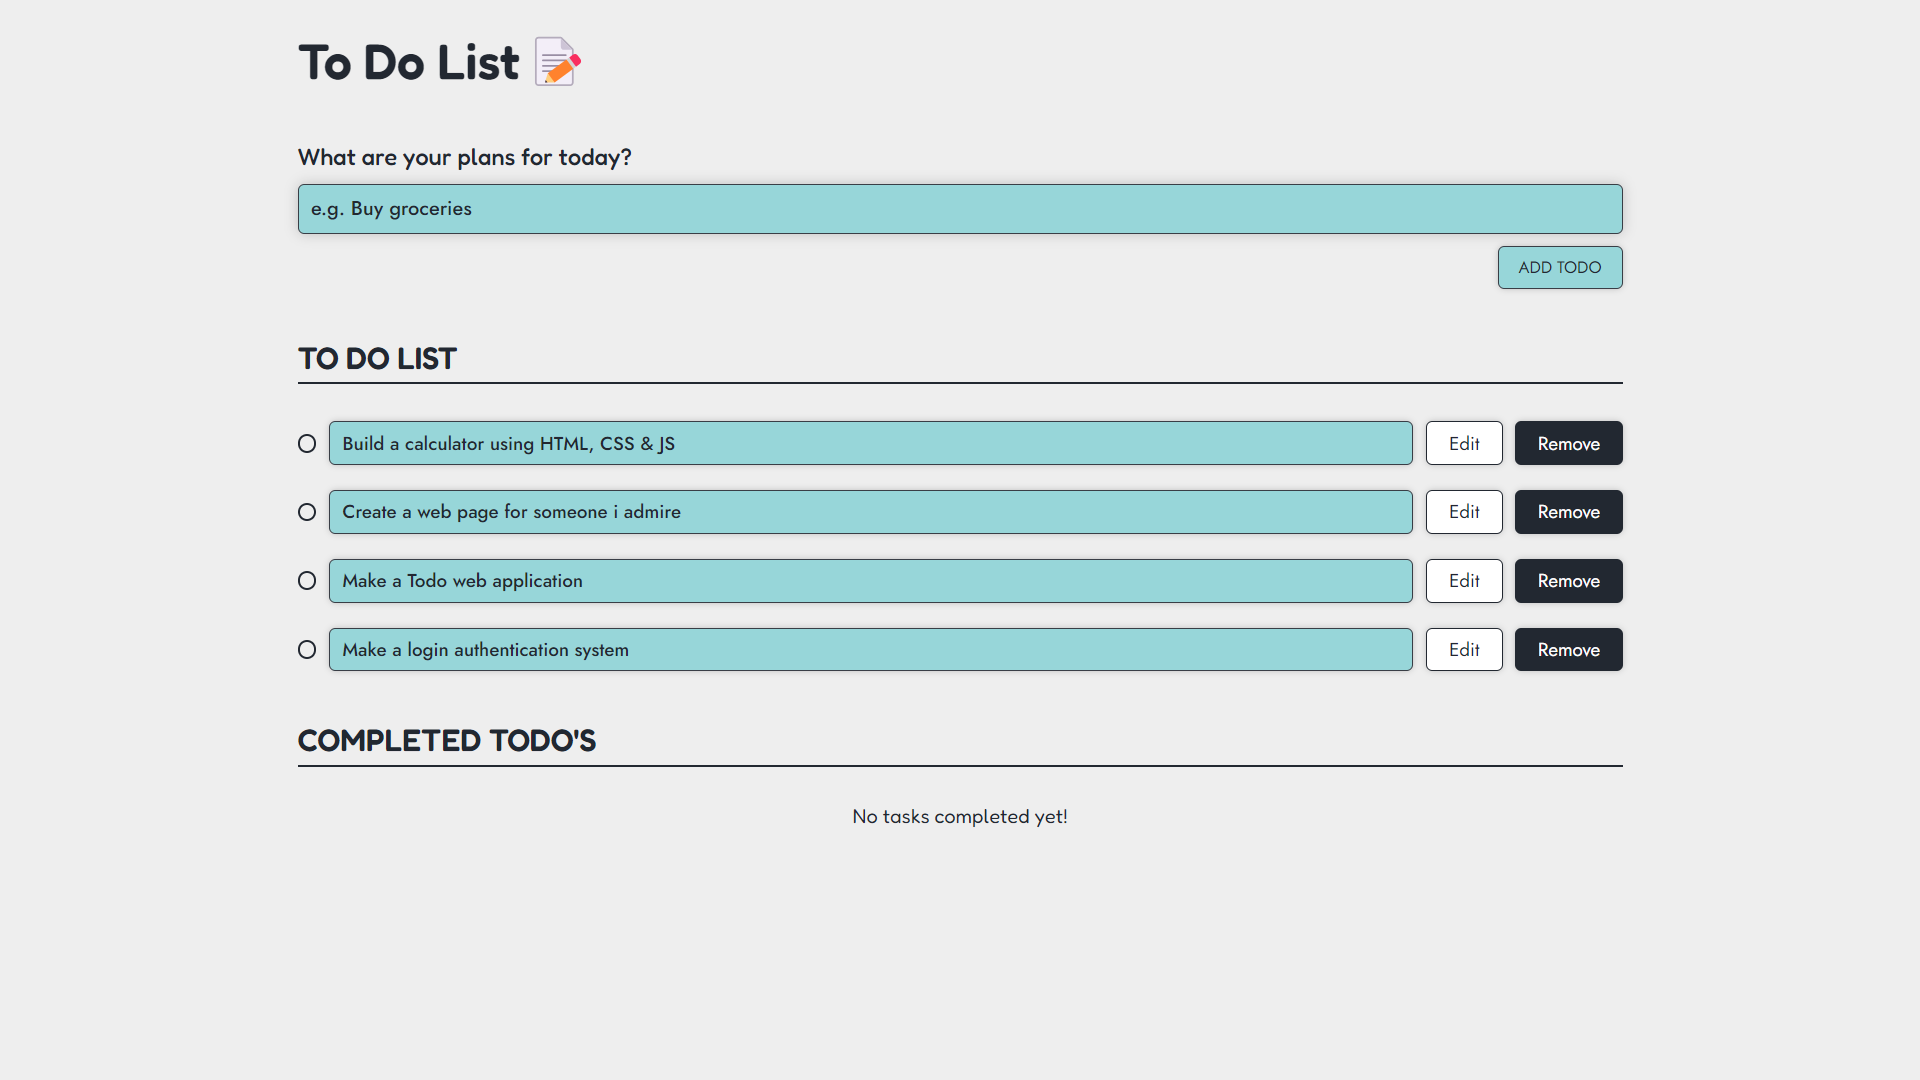 To Do List
What are your plans for today?
e.g. Buy groceries
ADD TODO
TO DO LIST
Build a calculator using HTML, CSS & JS Edit Remove
Create a web page for someone i admire Edit Remove
Make a Todo web application Edit Remove
Make a login authentication system Edit Remove
COMPLETED TODO'S
No tasks completed yet!